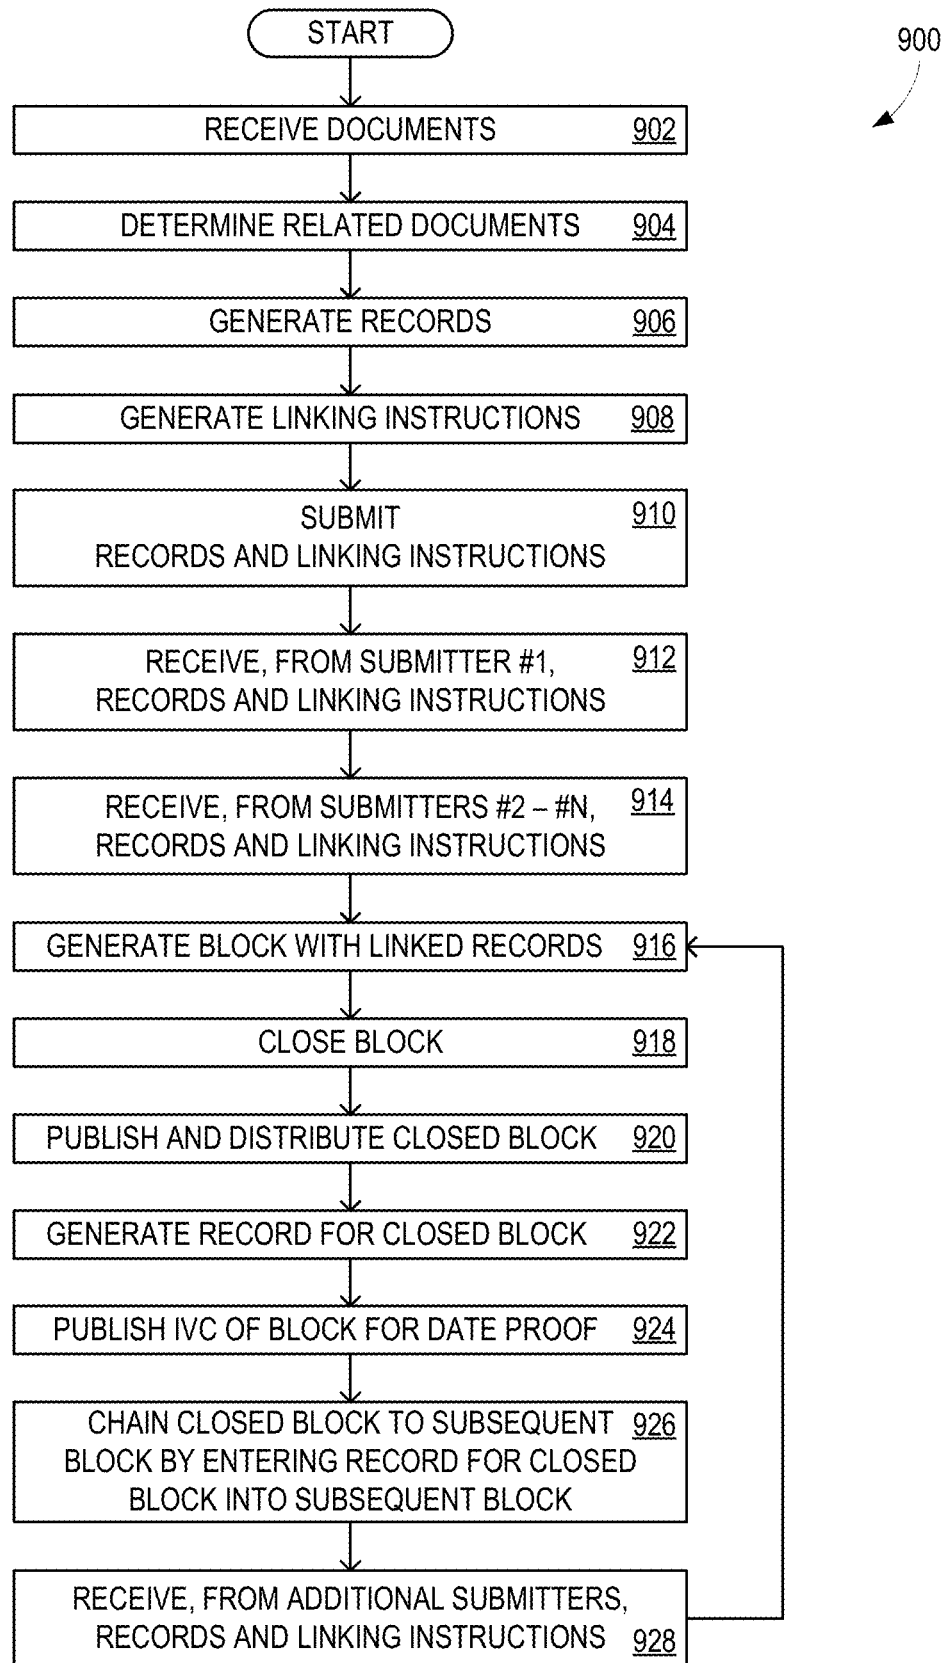 START
900
RECEIVE DOCUMENTS 902
DETERMINE RELATED DOCUMENTS 904
GENERATE RECORDS 906
GENERATE LINKING INSTRUCTIONS 908
SUBMIT 910
RECORDS AND LINKING INSTRUCTIONS
RECEIVE, FROM SUBMITTER #1, 912
RECORDS AND LINKING INSTRUCTIONS
RECEIVE, FROM SUBMITTERS #2 – #N, 914
RECORDS AND LINKING INSTRUCTIONS
GENERATE BLOCK WITH LINKED RECORDS 916
CLOSE BLOCK 918
PUBLISH AND DISTRIBUTE CLOSED BLOCK 920
GENERATE RECORD FOR CLOSED BLOCK 922
PUBLISH IVC OF BLOCK FOR DATE PROOF 924
CHAIN CLOSED BLOCK TO SUBSEQUENT 926
BLOCK BY ENTERING RECORD FOR CLOSED
BLOCK INTO SUBSEQUENT BLOCK
RECEIVE, FROM ADDITIONAL SUBMITTERS,
RECORDS AND LINKING INSTRUCTIONS 928